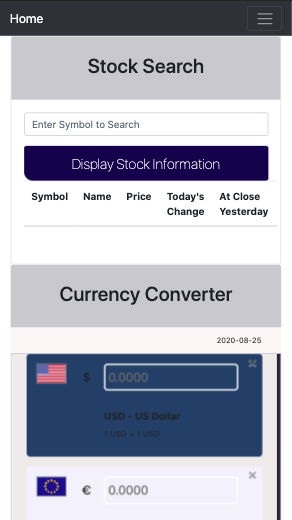 Home
Stock Search
Enter Symbol to Search
Display Stock Information
Symbol Name Price Today's Change At Close Yesterday
Currency Converter
2020-08-25
$ 0.0000
USD - US Dollar
1 USD = 1 USD
€ 0.0000